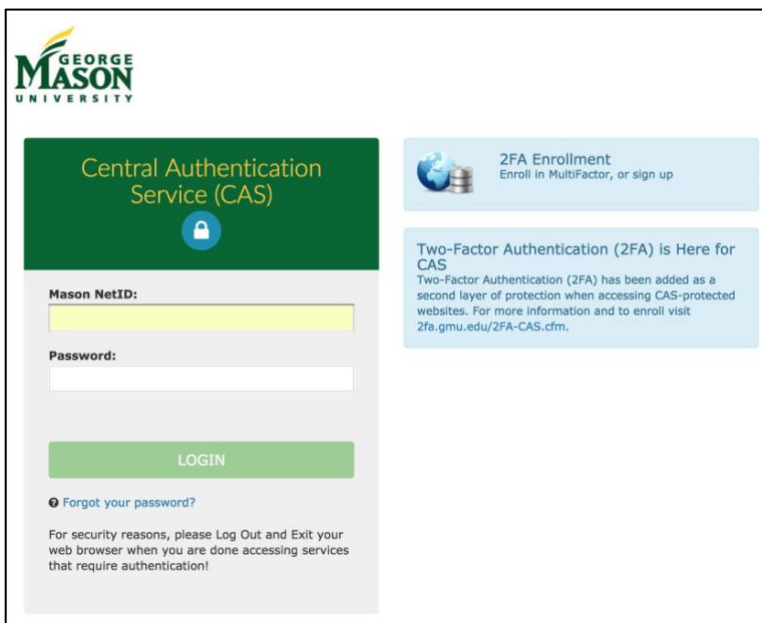 GEORGE
MASON
UNIVERSITY
Central Authentication
Service (CAS)
Mason NetID:
Password:
LOGIN
Forgot your password?
For security reasons, please Log Out and Exit your
web browser when you are done accessing services
that require authentication!
2FA Enrollment
Enroll in MultiFactor, or sign up
Two-Factor Authentication (2FA) is Here for
CAS
Two-Factor Authentication (2FA) has been added as a
second layer of protection when accessing CAS-protected
websites. For more information and to enroll visit
2fa.gmu.edu/2FA-CAS.cfm.